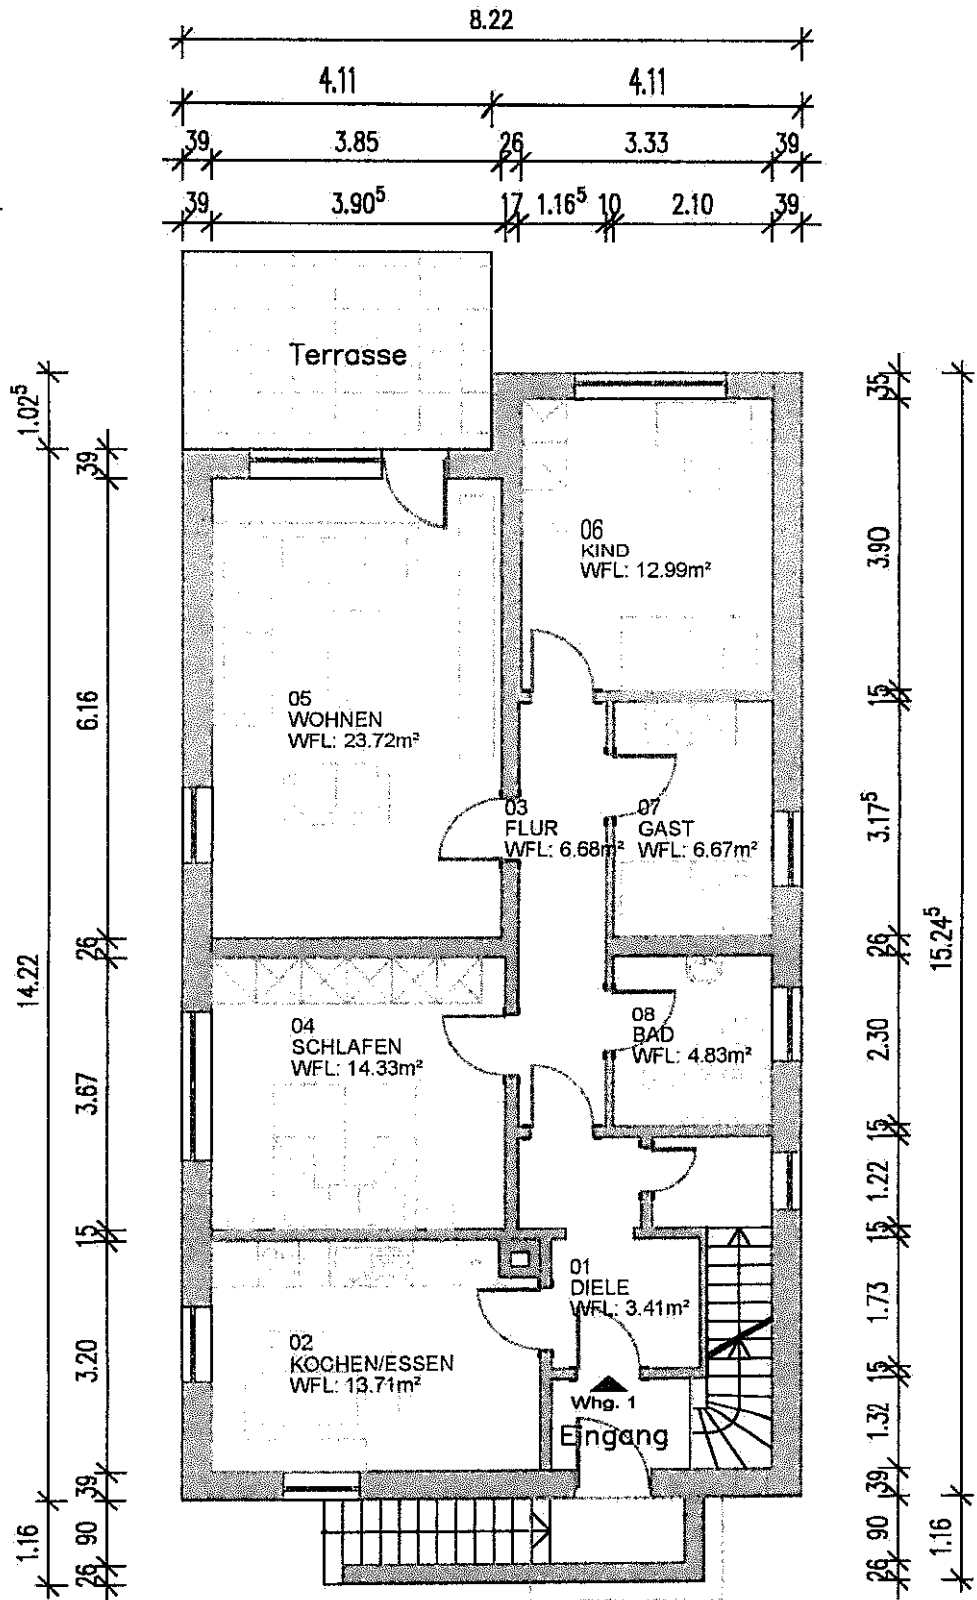 8.22
4.11 4.11
39 3.85 26 3.33 39
39 3.90⁵ 17 1.16⁵ 10 2.10 39
Terrasse
1.02⁵
14.22
1.16
39
6.16
26
3.67
15
3.20
39
90
26
06
KIND
WFL: 12.99m²
05
WOHNEN
WFL: 23.72m²
03
FLUR
WFL: 6.68m²
07
GAST
WFL: 6.67m²
04
SCHLAFEN
WFL: 14.33m²
08
BAD
WFL: 4.83m²
01
DIELE
WFL: 3.41m²
02
KOCHEN/ESSEN
WFL: 13.71m²
Whg. 1
Eingang
35
3.90
15
3.17⁵
26
2.30
15
1.22
15
1.73
15
1.32
39
90
26
15.24⁵
1.16